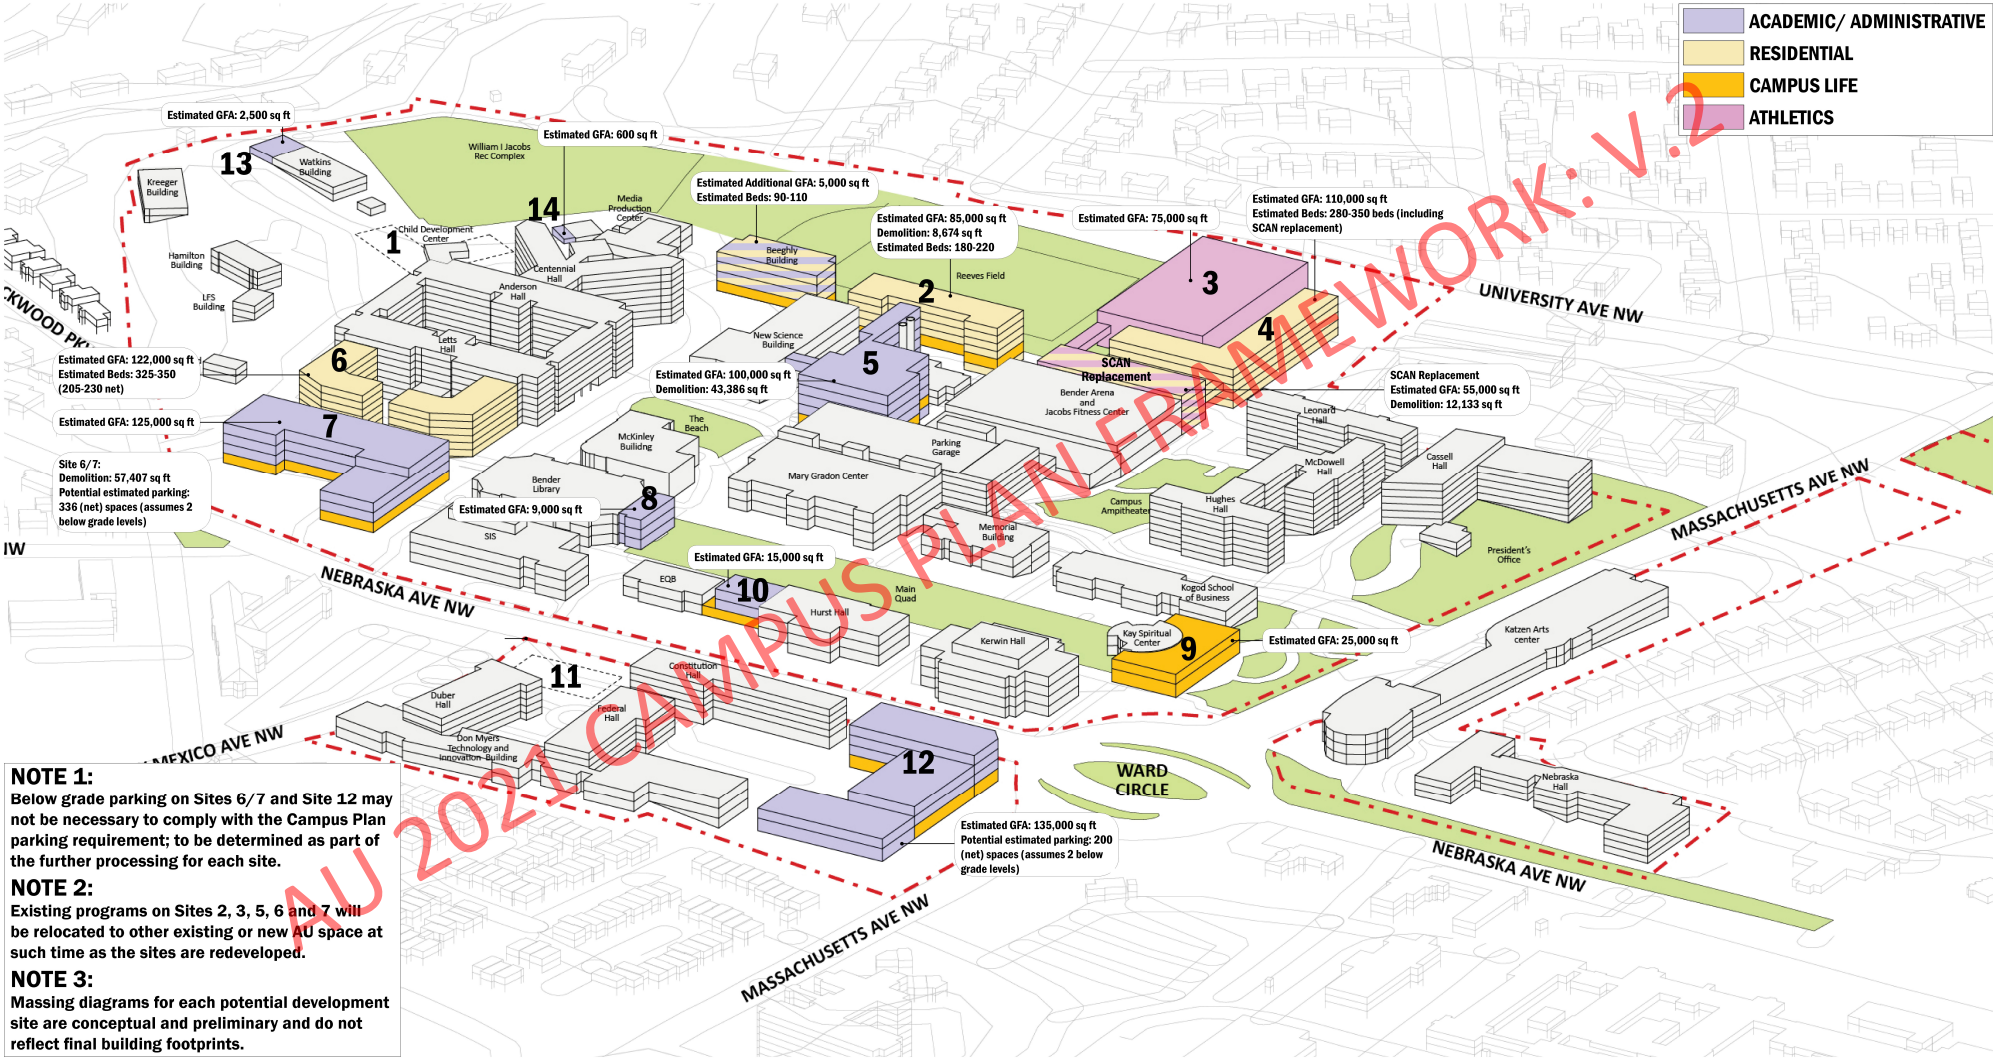 ACADEMIC/ ADMINISTRATIVE
RESIDENTIAL
CAMPUS LIFE
ATHLETICS
AU 2021 CAMPUS PLAN FRAMEWORK: V.2
Estimated GFA: 2,500 sq ft
13
Watkins
Building
Kreeger
Building
William I Jacobs
Rec Complex
Estimated GFA: 600 sq ft
14
Media
Production
Center
1
Child Development
Center
Hamilton
Building
LFS
Building
Centennial
Hall
Anderson
Hall
Letts
Hall
Estimated Additional GFA: 5,000 sq ft
Estimated Beds: 90-110
Beeghly
Building
Estimated GFA: 85,000 sq ft
Demolition: 8,674 sq ft
Estimated Beds: 180-220
Reeves Field
2
Estimated GFA: 75,000 sq ft
3
Estimated GFA: 110,000 sq ft
Estimated Beds: 280-350 beds (including
SCAN replacement)
4
UNIVERSITY AVE NW
CKWOOD PK
Estimated GFA: 122,000 sq ft
Estimated Beds: 325-350
(205-230 net)
6
Estimated GFA: 125,000 sq ft
7
Site 6/7:
Demolition: 57,407 sq ft
Potential estimated parking:
336 (net) spaces (assumes 2
below grade levels)
New Science
Building
Estimated GFA: 100,000 sq ft
Demolition: 43,386 sq ft
5
SCAN
Replacement
SCAN Replacement
Estimated GFA: 55,000 sq ft
Demolition: 12,133 sq ft
Bender Arena
and
Jacobs Fitness Center
Leonard
Hall
The
Beach
McKinley
Builidng
Parking
Garage
Mary Gradon Center
McDowell
Hall
Cassell
Hall
Bender
Library
8
Estimated GFA: 9,000 sq ft
SIS
Campus
Ampitheater
Hughes
Hall
Memorial
Building
MASSACHUSETTS AVE NW
President's
Office
IW
NEBRASKA AVE NW
Estimated GFA: 15,000 sq ft
EQB
10
Hurst Hall
Main
Quad
Kogod School
of Business
Kay Spiritual
Center
9
Estimated GFA: 25,000 sq ft
Kerwin Hall
Katzen Arts
center
11
Constitution
Hall
Duber
Hall
Federal
Hall
Don Myers
Technology and
Innovation Building
MEXICO AVE NW
12
WARD
CIRCLE
Nebraska
Hall
Estimated GFA: 135,000 sq ft
Potential estimated parking: 200
(net) spaces (assumes 2 below
grade levels)
NEBRASKA AVE NW
MASSACHUSETTS AVE NW
NOTE 1:
Below grade parking on Sites 6/7 and Site 12 may
not be necessary to comply with the Campus Plan
parking requirement; to be determined as part of
the further processing for each site.
NOTE 2:
Existing programs on Sites 2, 3, 5, 6 and 7 will
be relocated to other existing or new AU space at
such time as the sites are redeveloped.
NOTE 3:
Massing diagrams for each potential development
site are conceptual and preliminary and do not
reflect final building footprints.